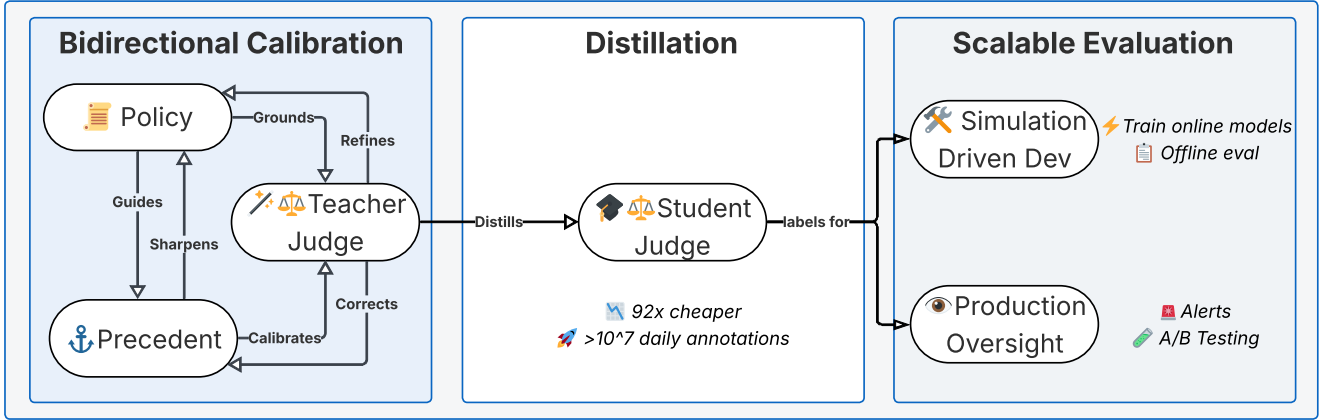 Bidirectional Calibration
Policy
Grounds
Refines
Guides
Sharpens
Teacher
Judge
Corrects
Precedent
Calibrates
Distillation
Distills
Student
Judge
92x cheaper
>10^7 daily annotations
labels for
Scalable Evaluation
Simulation
Driven Dev
Train online models
Offline eval
Production
Oversight
Alerts
A/B Testing